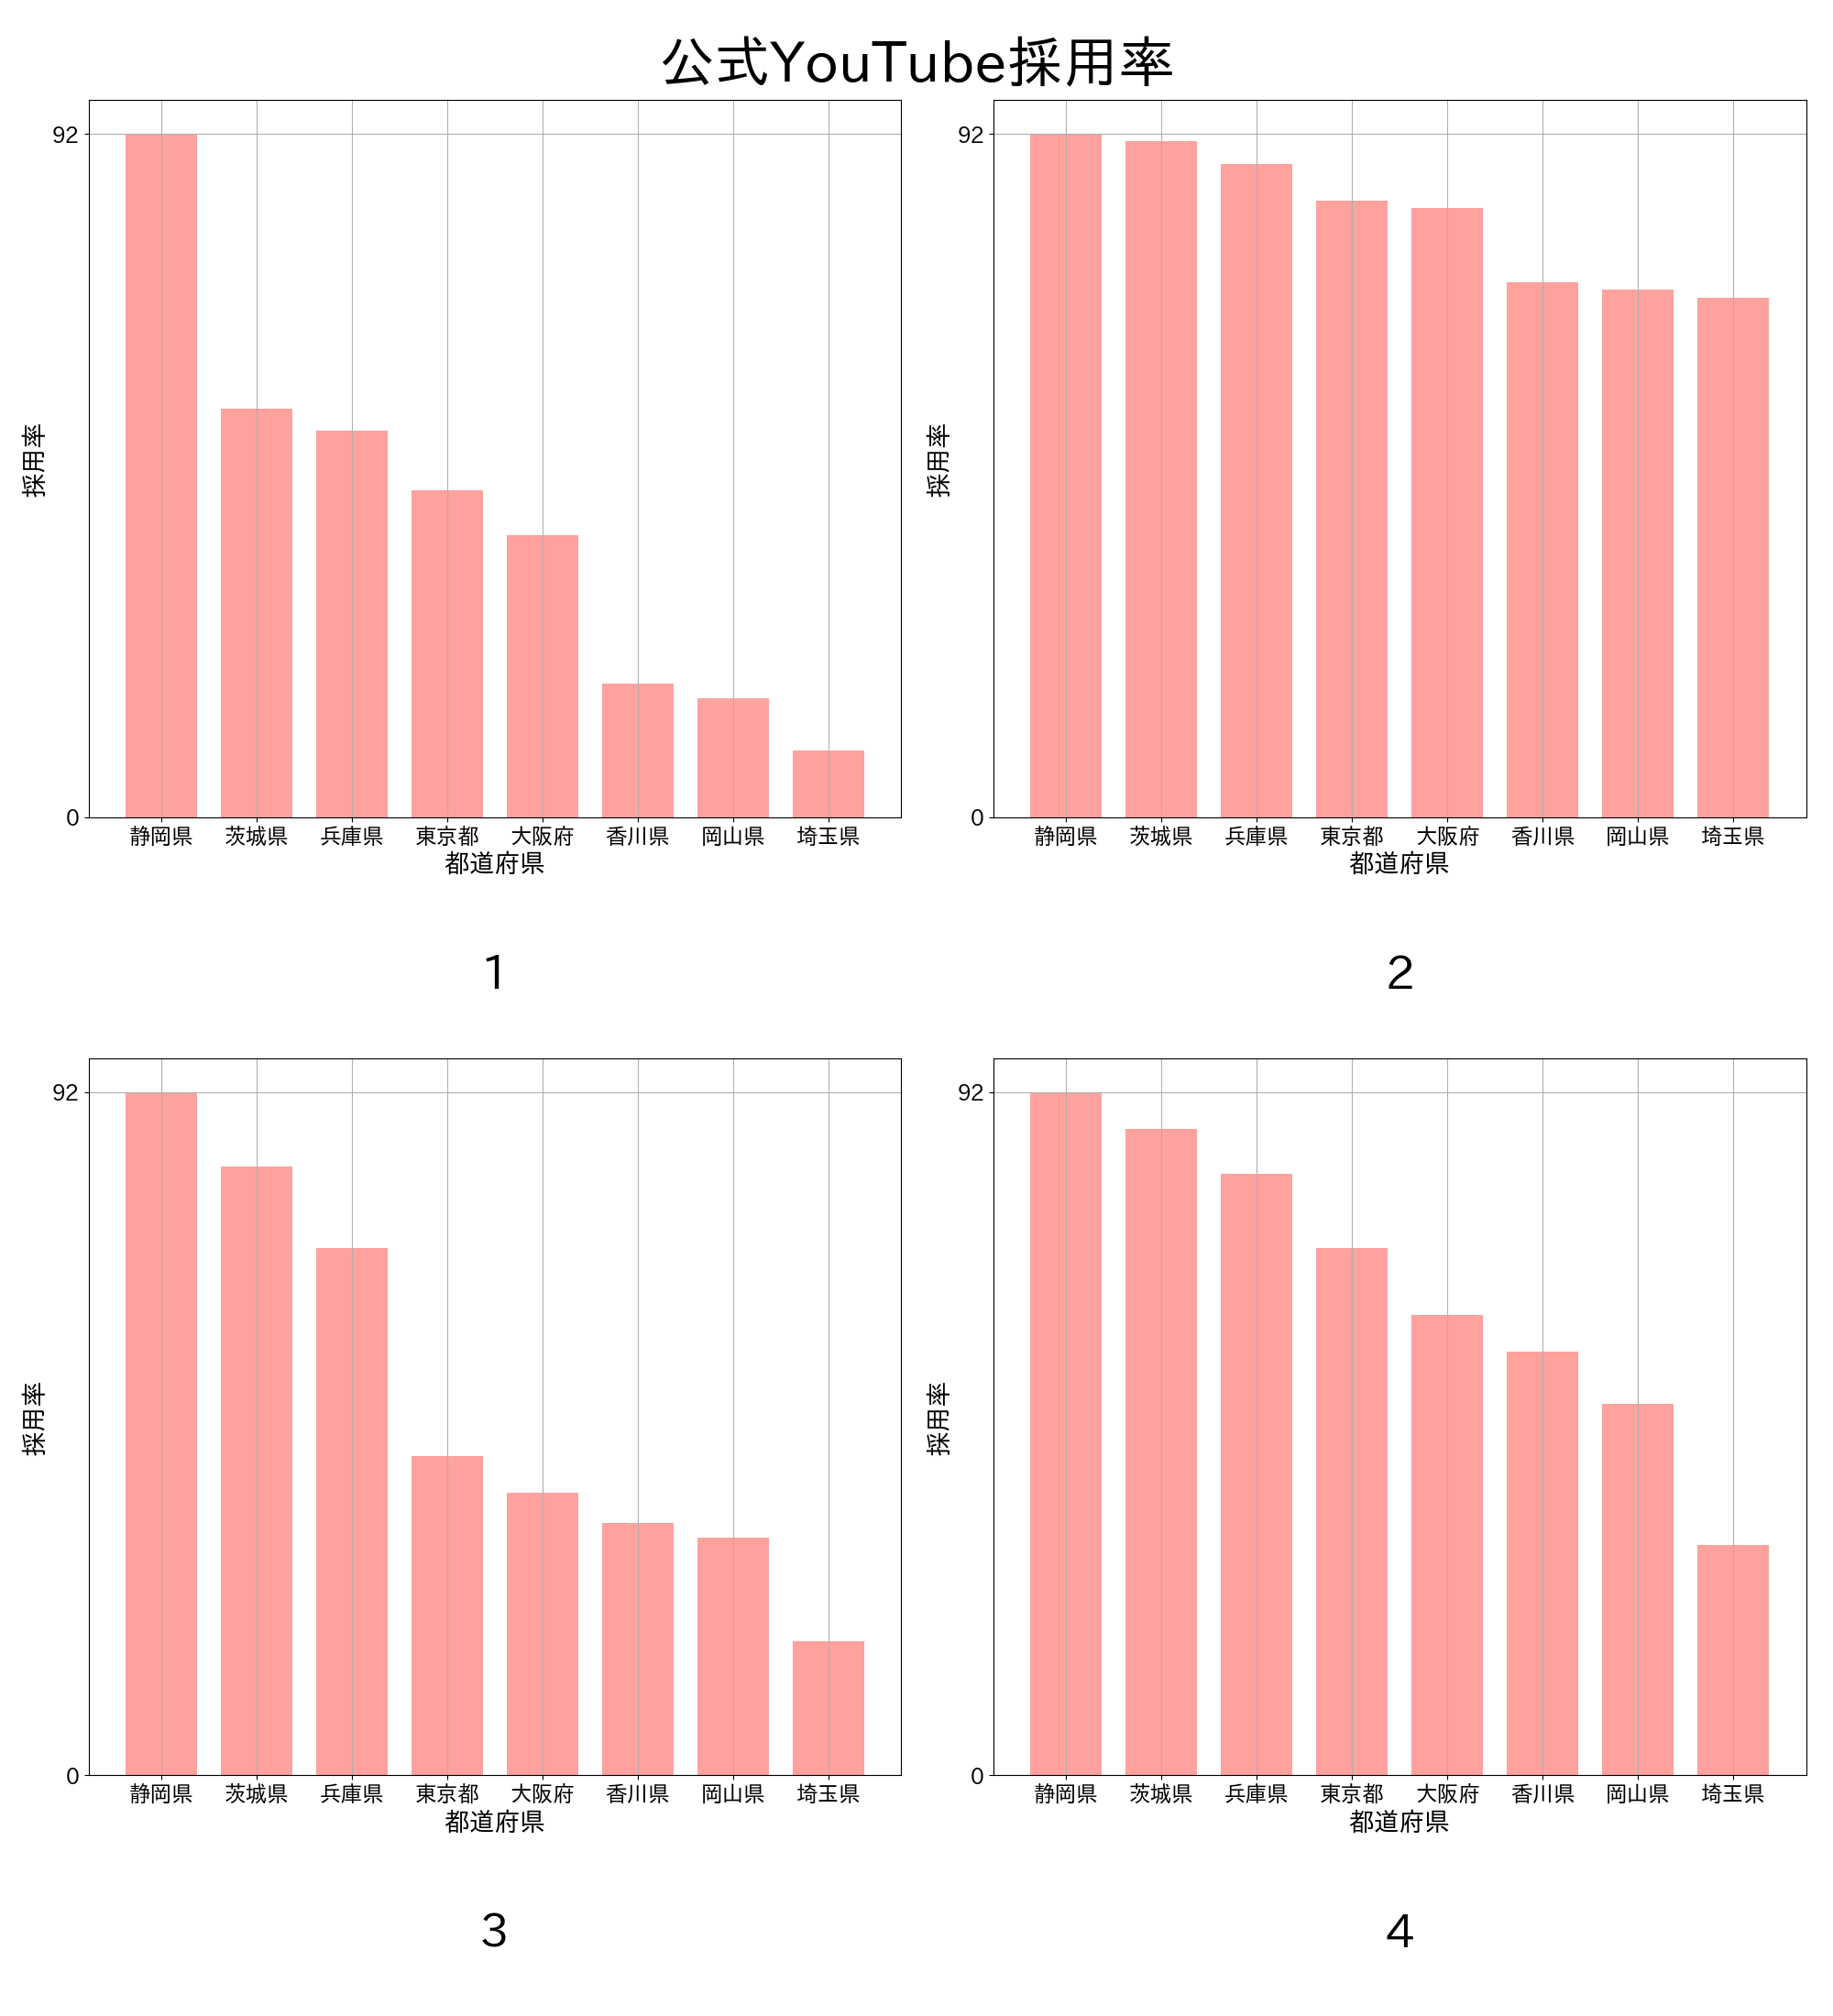 公式YouTube採用率
92
0
採用率
静岡県 茨城県 兵庫県 東京都 大阪府 香川県 岡山県 埼玉県
都道府県
1
92
0
採用率
静岡県 茨城県 兵庫県 東京都 大阪府 香川県 岡山県 埼玉県
都道府県
2
92
0
採用率
静岡県 茨城県 兵庫県 東京都 大阪府 香川県 岡山県 埼玉県
都道府県
3
92
0
採用率
静岡県 茨城県 兵庫県 東京都 大阪府 香川県 岡山県 埼玉県
都道府県
4